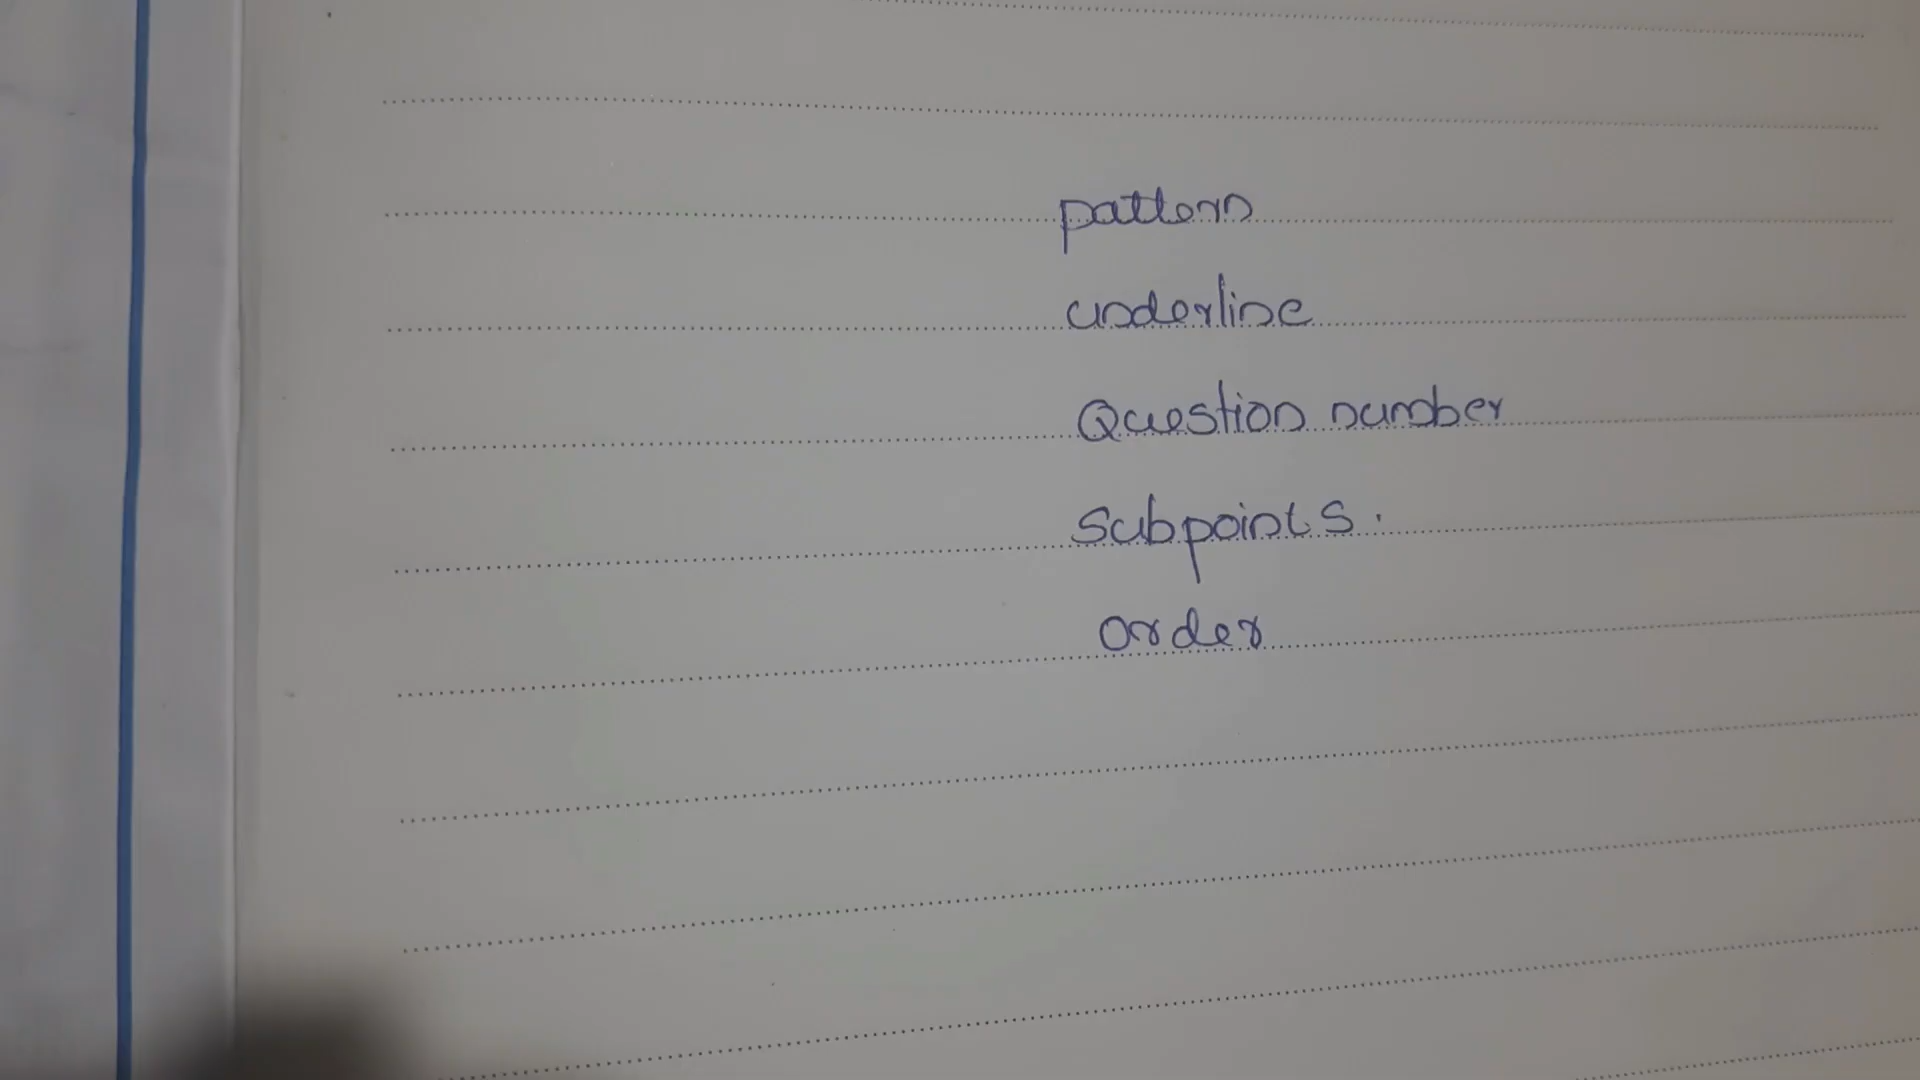 pattern
underline
Question number
Subpoints.
order